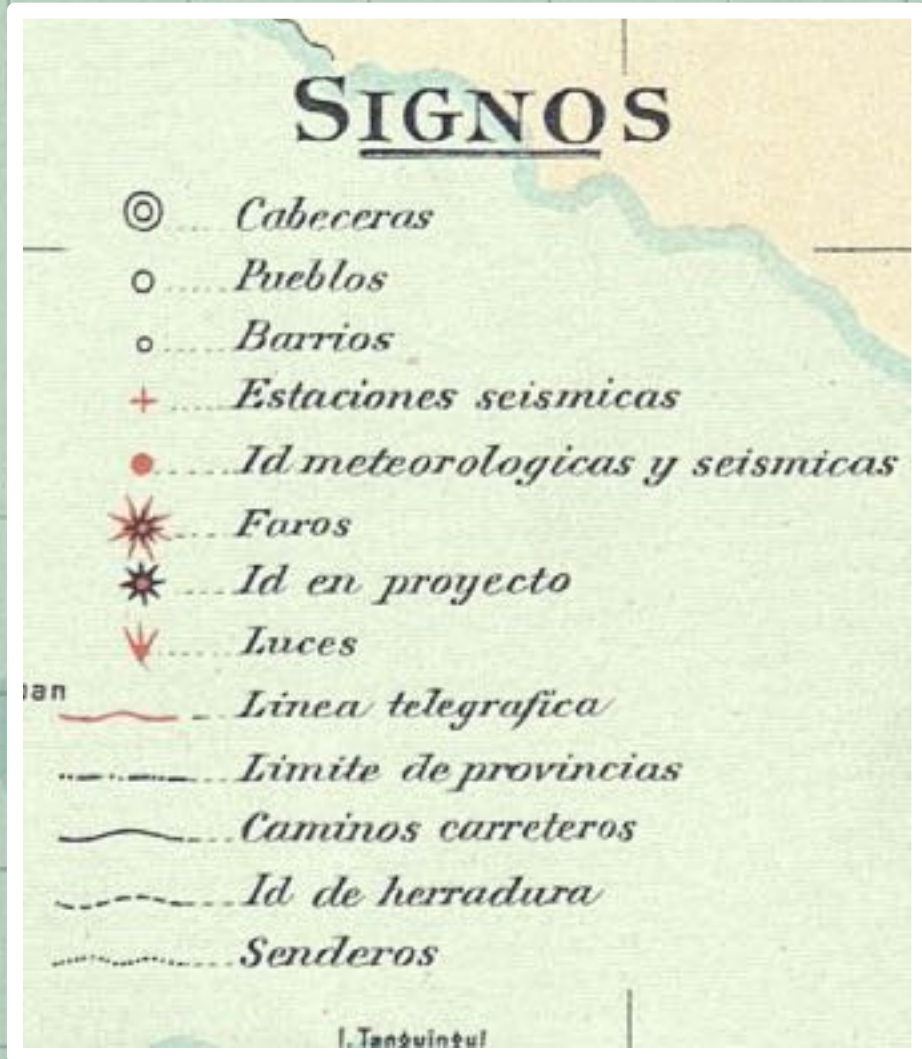 SIGNOS
Cabeceras
Pueblos
Barrios
Estaciones seismicas
Id meteorologicas y seismicas
Faros
Id en proyecto
Luces
Linea telegrafica
Limite de provincias
Caminos carreteros
Id de herradura
Senderos
I. Tanguingui